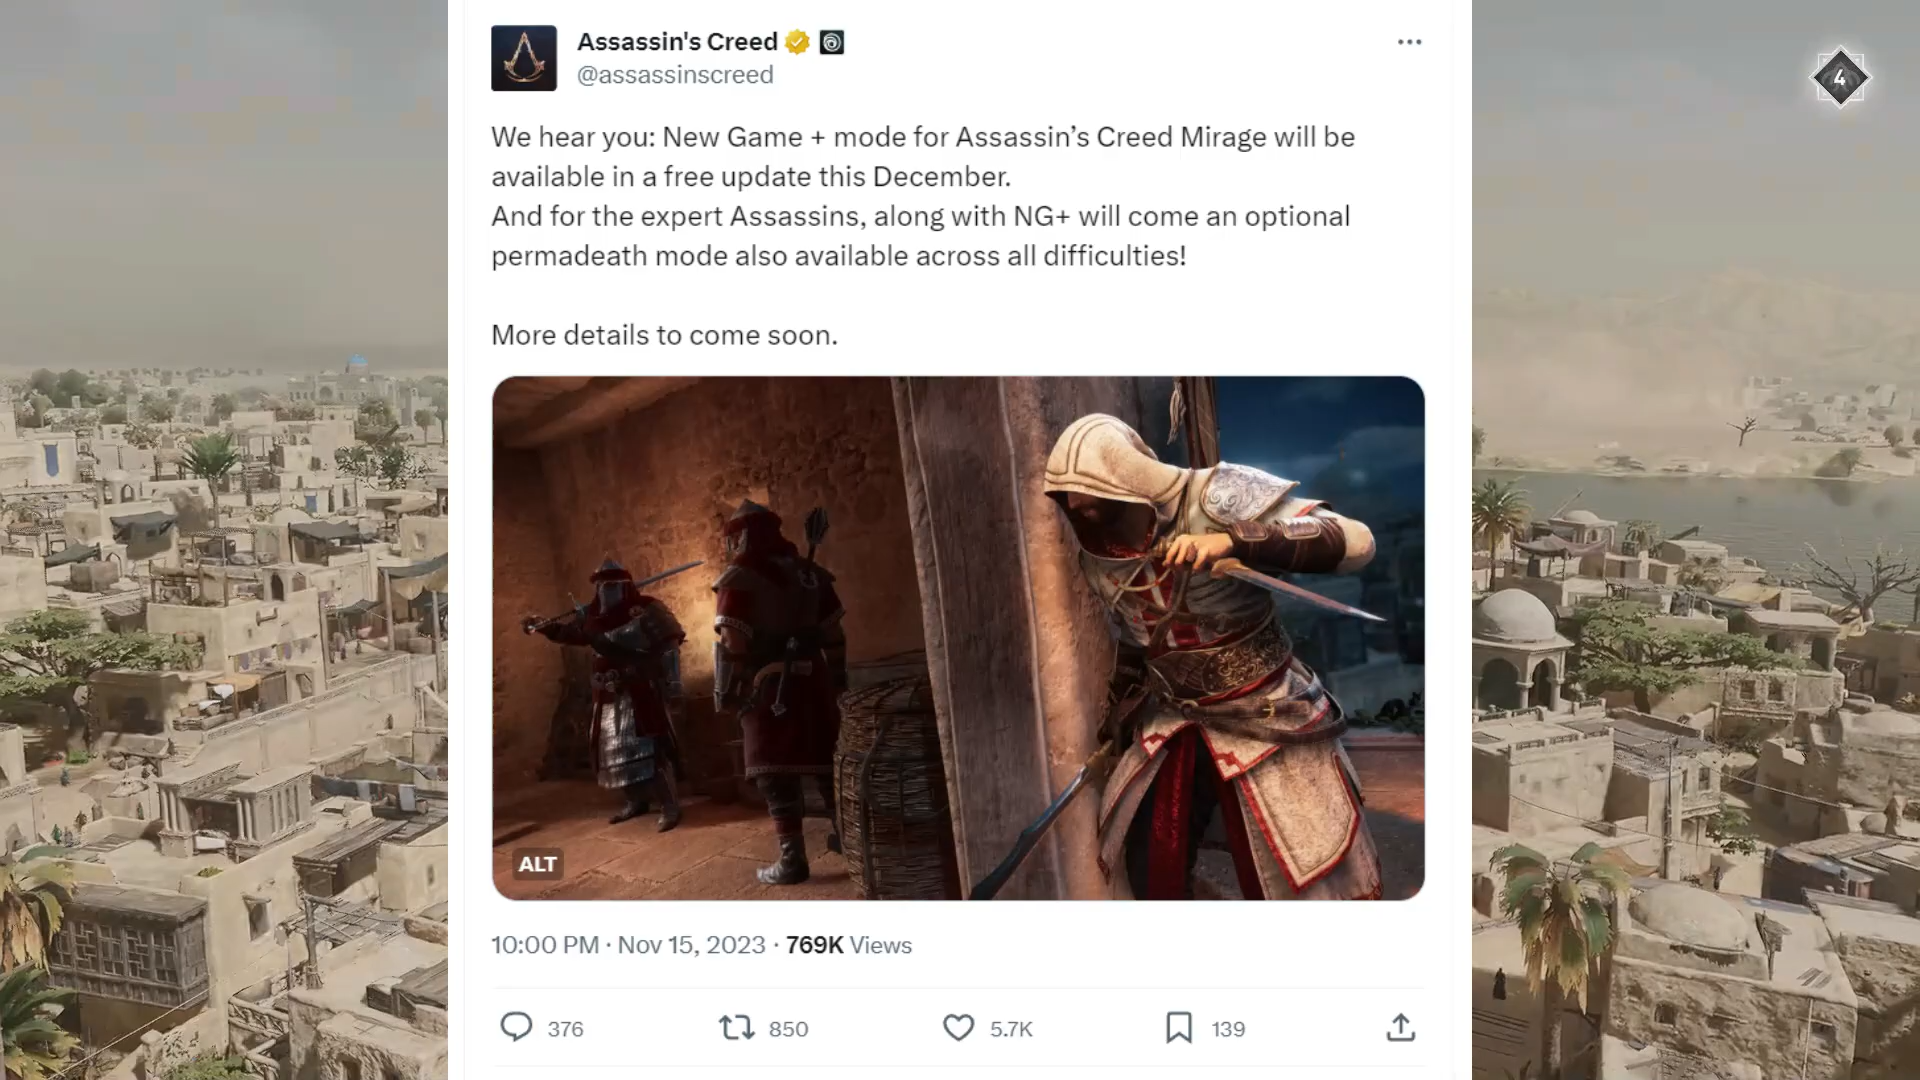 Assassin's Creed
@assassinscreed
4
We hear you: New Game + mode for Assassin’s Creed Mirage will be
available in a free update this December.
And for the expert Assassins, along with NG+ will come an optional
permadeath mode also available across all difficulties!
More details to come soon.
ALT
10:00 PM · Nov 15, 2023 · 769K Views
376 850 5.7K 139